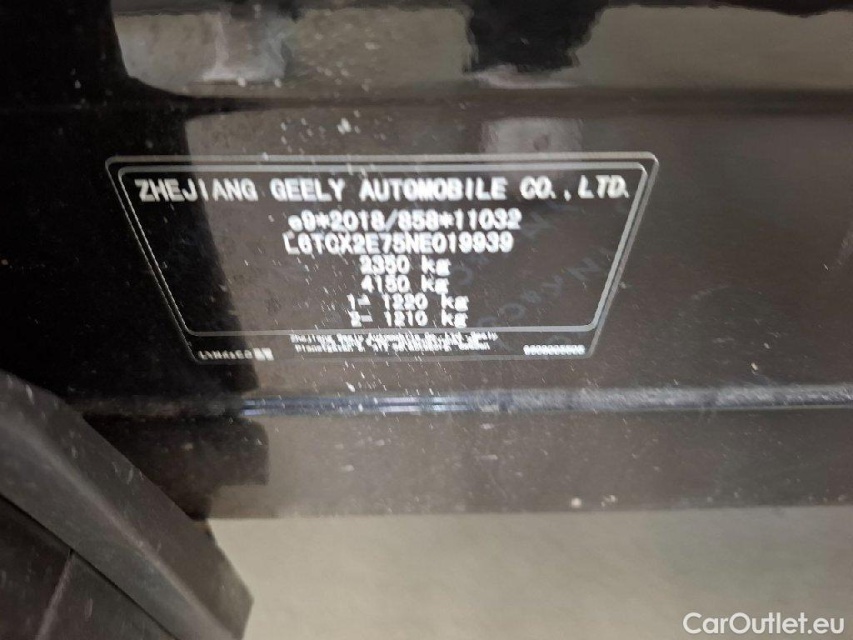 ZHEJIANG GEELY AUTOMOBILE CO., LTD.
e9*2018/858*11032
L6TCX2E75NE019939
2350 kg
4150 kg
1- 1220 kg
2- 1210 kg
CarOutlet.eu